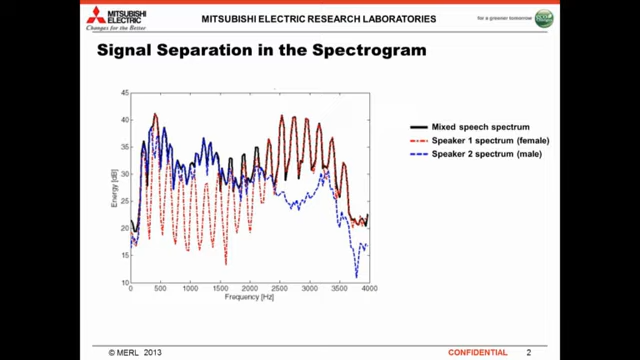 MITSUBISHI ELECTRIC
Changes for the Better
MITSUBISHI ELECTRIC RESEARCH LABORATORIES
for a greener tomorrow
Signal Separation in the Spectrogram
45
40
35
30
25
20
15
10
Energy [dB]
0 500 1000 1500 2000 2500 3000 3500 4000
Frequency [Hz]
Mixed speech spectrum
Speaker 1 spectrum (female)
Speaker 2 spectrum (male)
© MERL 2013
CONFIDENTIAL
2